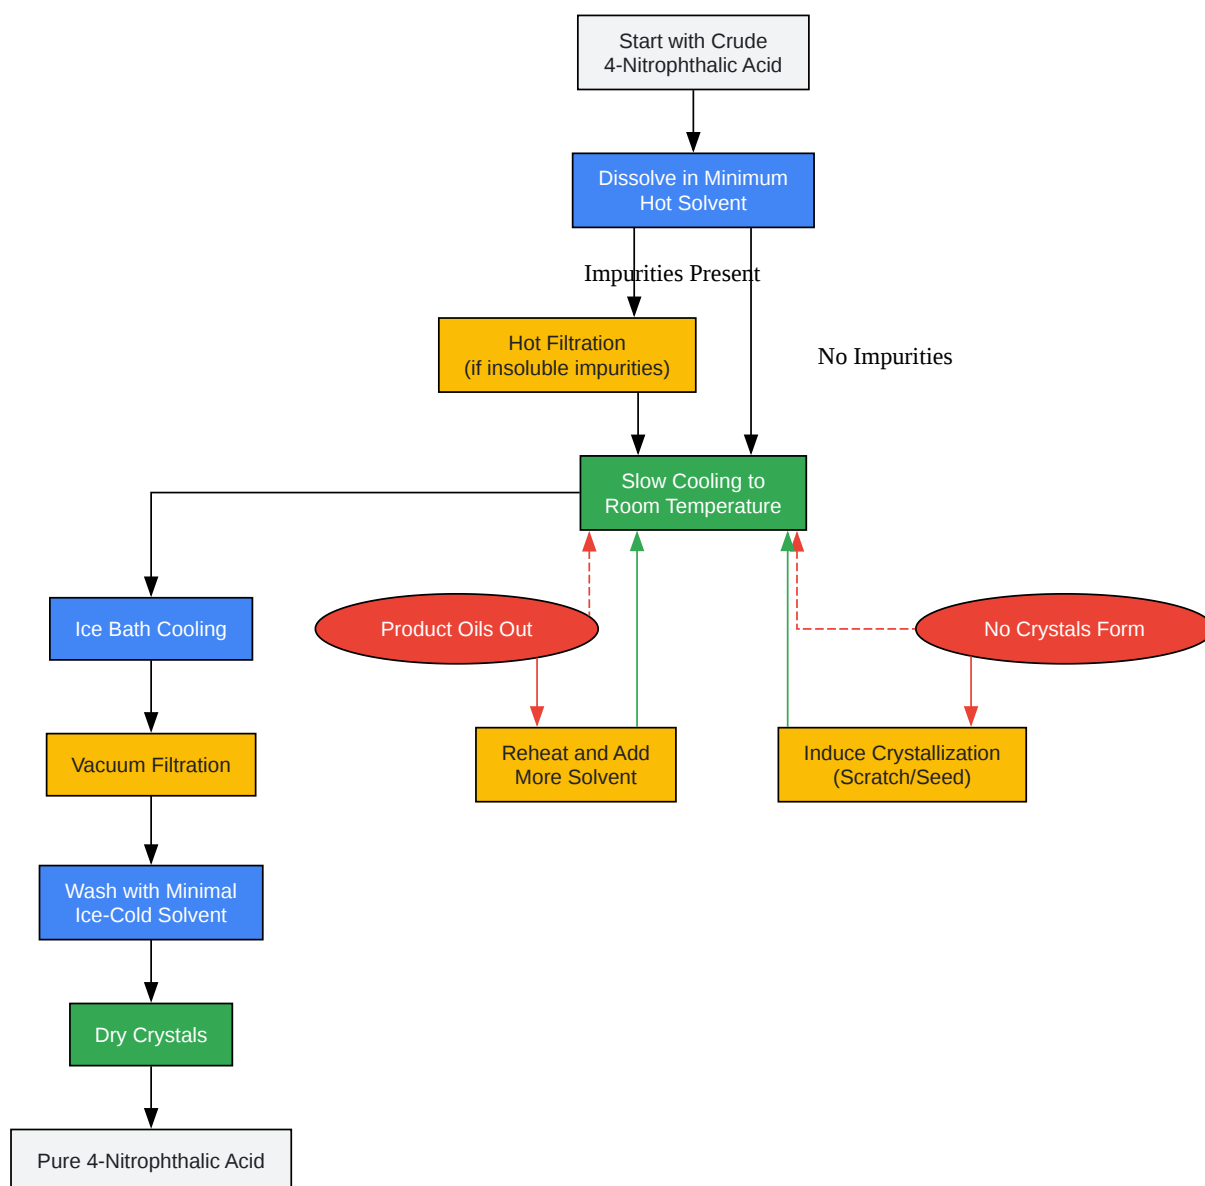 Start with Crude
4-Nitrophthalic Acid
Dissolve in Minimum
Hot Solvent
Impurities Present
Hot Filtration
(if insoluble impurities)
No Impurities
Slow Cooling to
Room Temperature
Ice Bath Cooling
Product Oils Out
No Crystals Form
Vacuum Filtration
Reheat and Add
More Solvent
Induce Crystallization
(Scratch/Seed)
Wash with Minimal
Ice-Cold Solvent
Dry Crystals
Pure 4-Nitrophthalic Acid